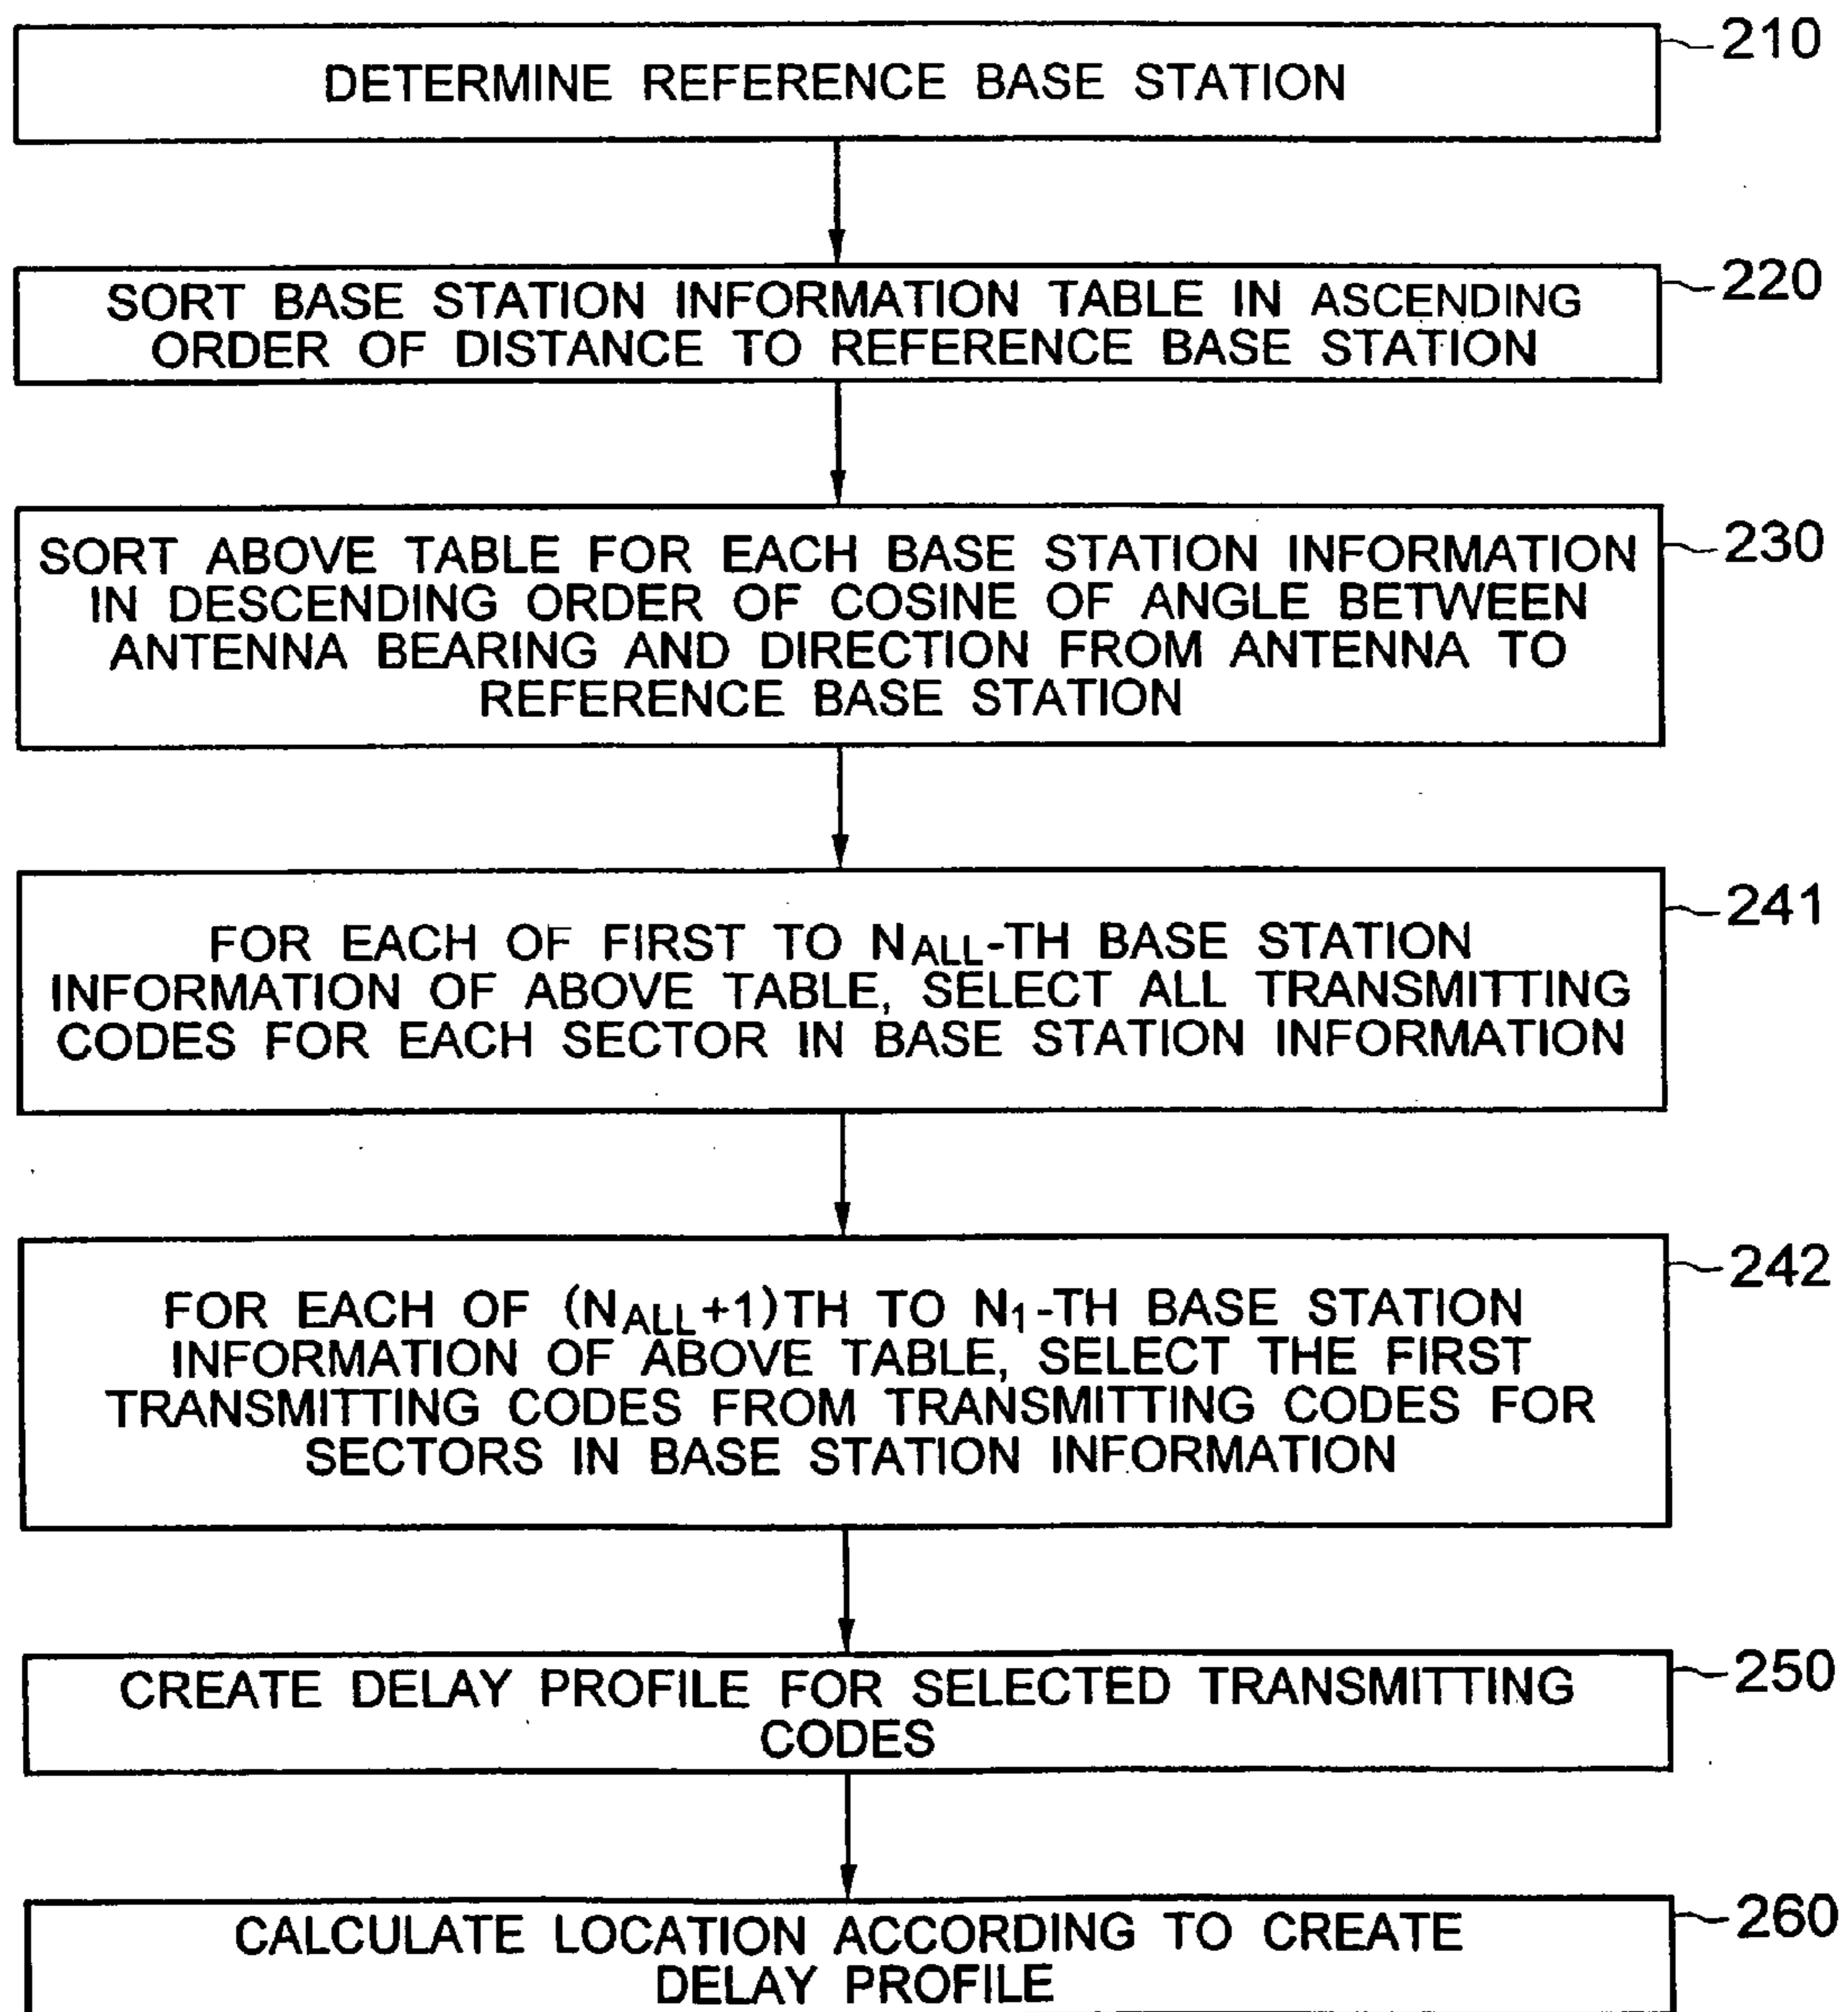 210
DETERMINE REFERENCE BASE STATION
220
SORT BASE STATION INFORMATION TABLE IN ASCENDING
ORDER OF DISTANCE TO REFERENCE BASE STATION
230
SORT ABOVE TABLE FOR EACH BASE STATION INFORMATION
IN DESCENDING ORDER OF COSINE OF ANGLE BETWEEN
ANTENNA BEARING AND DIRECTION FROM ANTENNA TO
REFERENCE BASE STATION
241
FOR EACH OF FIRST TO NALL-TH BASE STATION
INFORMATION OF ABOVE TABLE, SELECT ALL TRANSMITTING
CODES FOR EACH SECTOR IN BASE STATION INFORMATION
242
FOR EACH OF (NALL+1)TH TO N1-TH BASE STATION
INFORMATION OF ABOVE TABLE, SELECT THE FIRST
TRANSMITTING CODES FROM TRANSMITTING CODES FOR
SECTORS IN BASE STATION INFORMATION
250
CREATE DELAY PROFILE FOR SELECTED TRANSMITTING
CODES
260
CALCULATE LOCATION ACCORDING TO CREATE
DELAY PROFILE